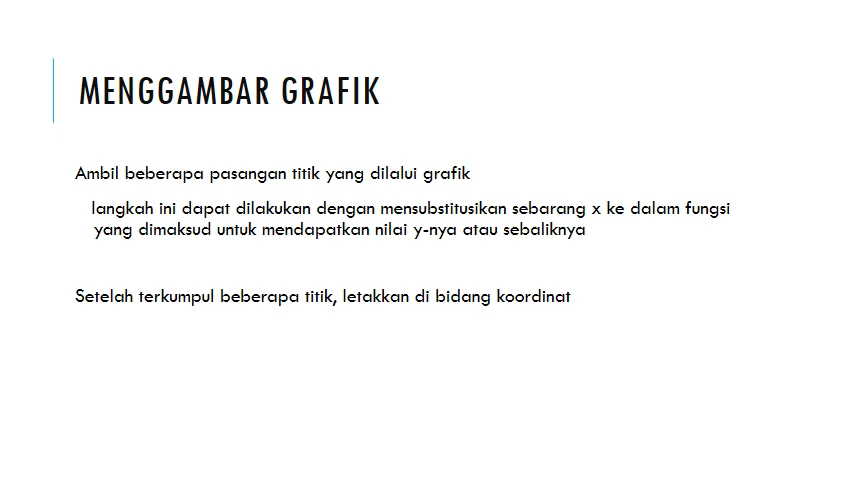 MENGGAMBAR GRAFIK
Ambil beberapa pasangan titik yang dilalui grafik
langkah ini dapat dilakukan dengan mensubstitusikan sebarang x ke dalam fungsi
yang dimaksud untuk mendapatkan nilai y-nya atau sebaliknya
Setelah terkumpul beberapa titik, letakkan di bidang koordinat